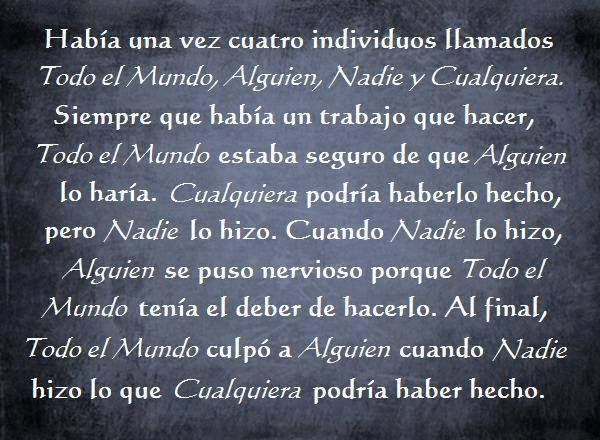 Había una vez cuatro individuos llamados
Todo el Mundo, Alguien, Nadie y Cualquiera.
Siempre que había un trabajo que hacer,
Todo el Mundo estaba seguro de que Alguien
lo haría. Cualquiera podría haberlo hecho,
pero Nadie lo hizo. Cuando Nadie lo hizo,
Alguien se puso nervioso porque Todo el
Mundo tenía el deber de hacerlo. Al final,
Todo el Mundo culpó a Alguien cuando Nadie
hizo lo que Cualquiera podría haber hecho.